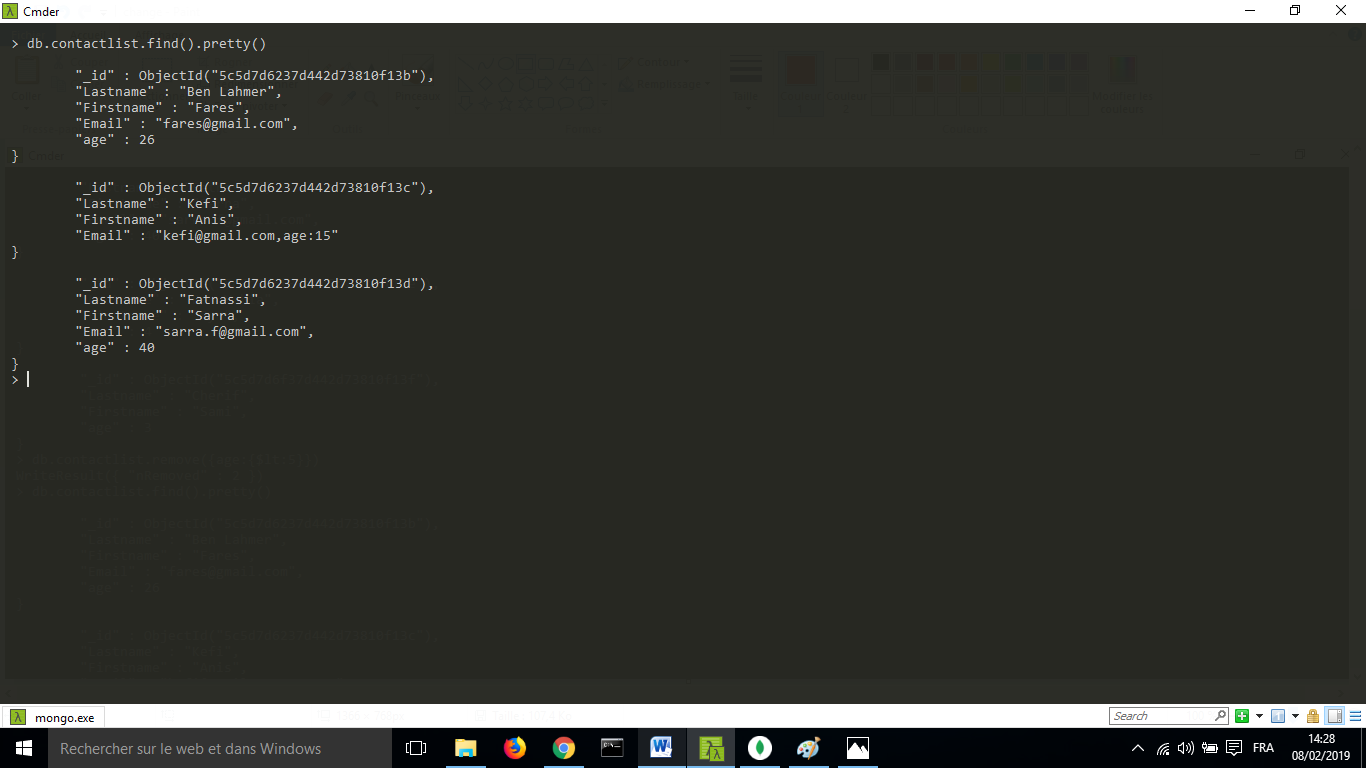 Cmder
> db.contactlist.find().pretty()
"_id" : ObjectId("5c5d7d6237d442d73810f13b"),
"Lastname" : "Ben Lahmer",
"Firstname" : "Fares",
"Email" : "fares@gmail.com",
"age" : 26
}
"_id" : ObjectId("5c5d7d6237d442d73810f13c"),
"Lastname" : "Kefi",
"Firstname" : "Anis",
"Email" : "kefi@gmail.com,age:15"
}
"_id" : ObjectId("5c5d7d6237d442d73810f13d"),
"Lastname" : "Fatnassi",
"Firstname" : "Sarra",
"Email" : "sarra.f@gmail.com",
"age" : 40
}
>
mongo.exe
Search
Rechercher sur le web et dans Windows
FRA
14:28
08/02/2019